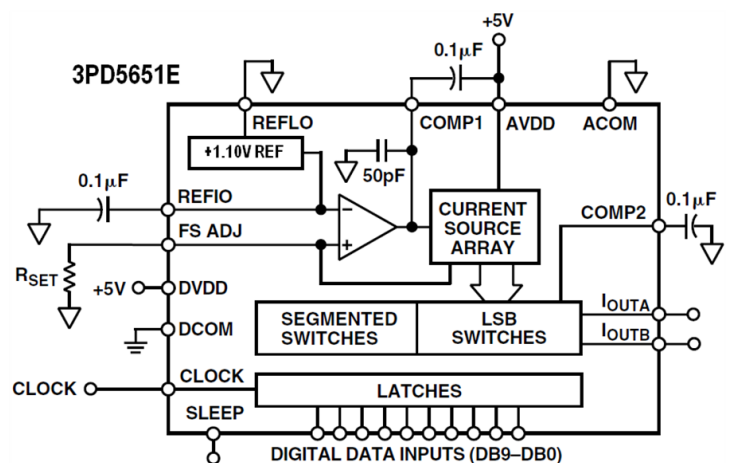 +5V
0.1µF
3PD5651E
REFLO
COMP1
AVDD
ACOM
+1.10V REF
50pF
0.1µF
REFIO
CURRENT
SOURCE
ARRAY
COMP2
0.1µF
FS ADJ
RSET
+5V
DVDD
DCOM
SEGMENTED
SWITCHES
LSB
SWITCHES
IOUTA
IOUTB
CLOCK
CLOCK
LATCHES
SLEEP
DIGITAL DATA INPUTS (DB9–DB0)